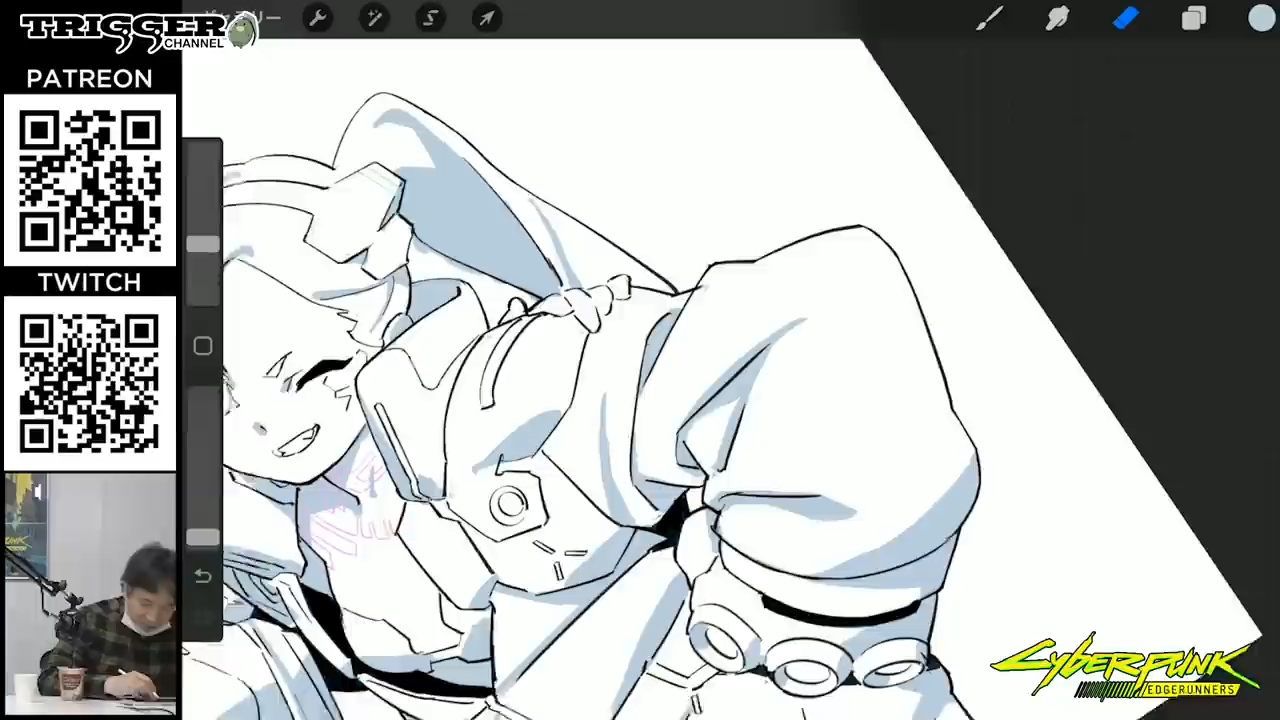 TRIGGER
CHANNEL
PATREON
TWITCH
CYBERPUNK
EDGERUNNERS